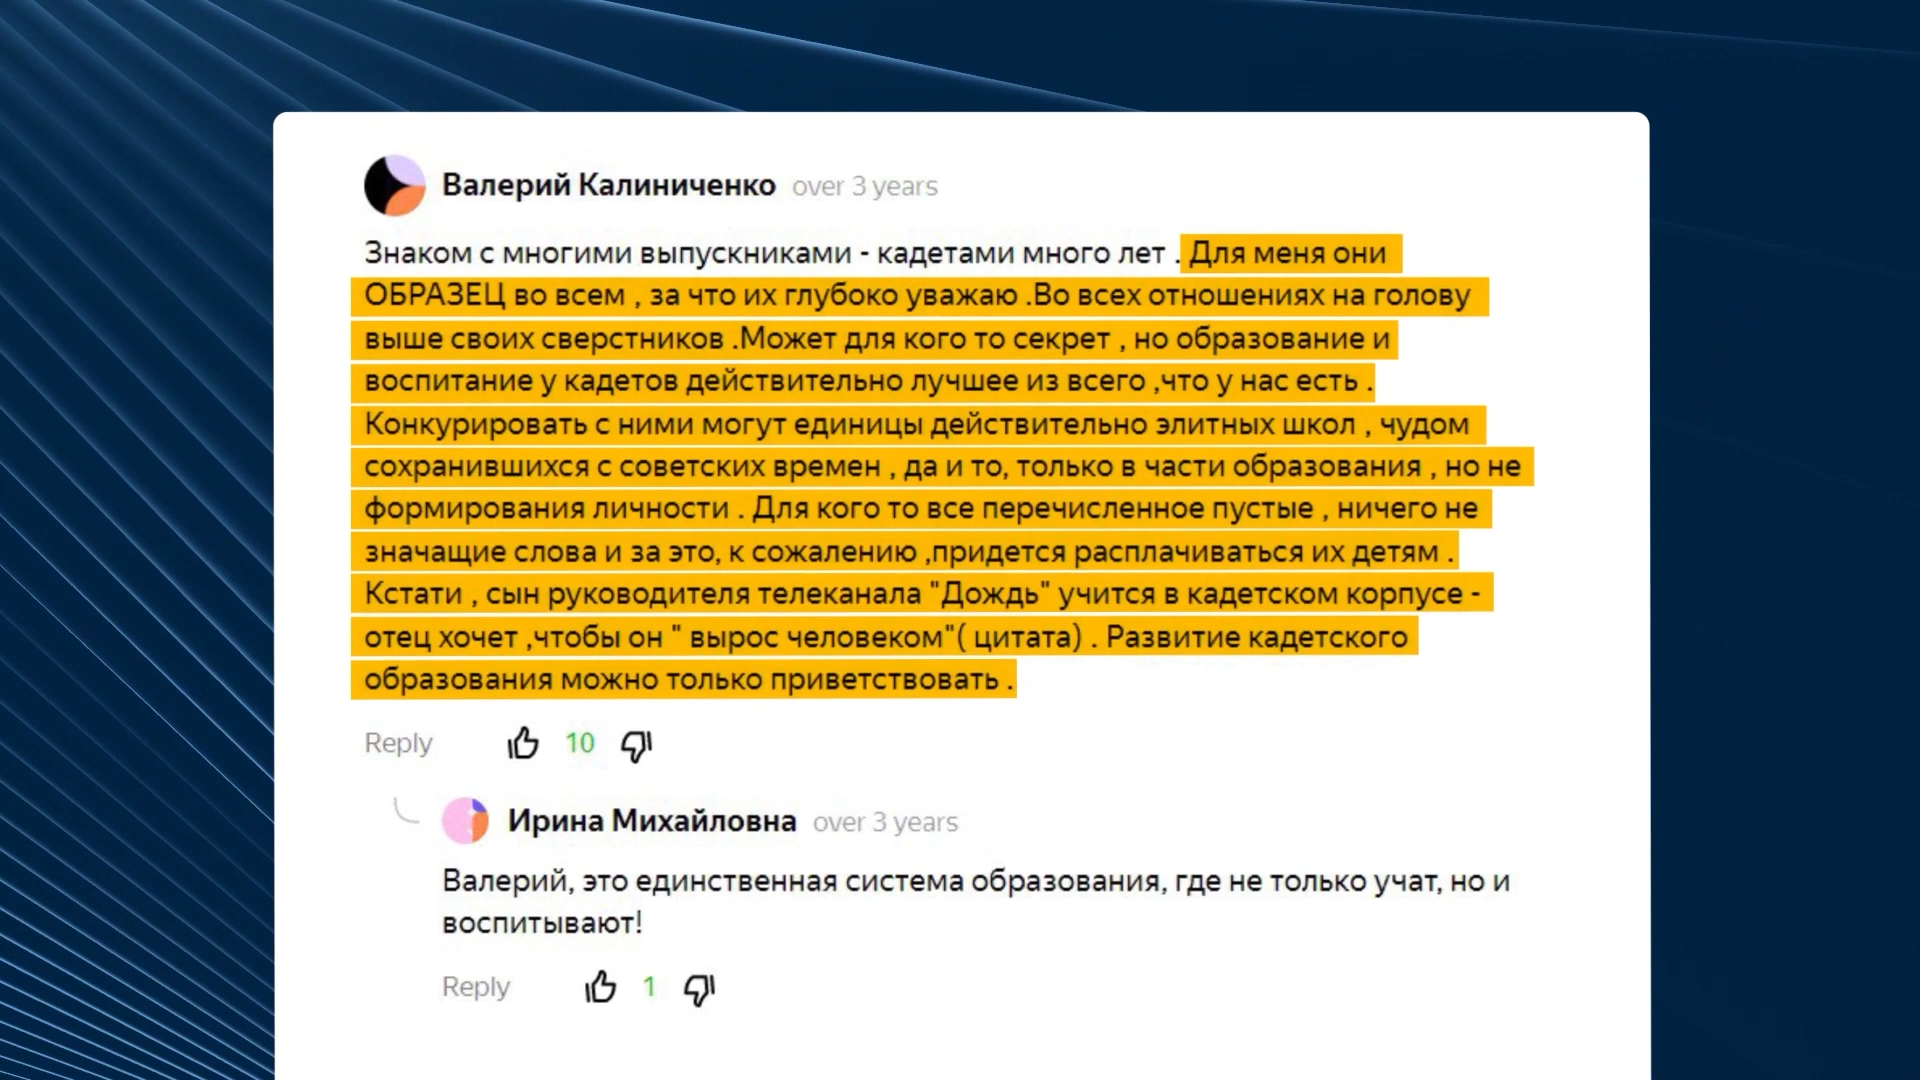 Валерий Калиниченко over 3 years
Знаком с многими выпускниками - кадетами много лет . Для меня они
ОБРАЗЕЦ во всем , за что их глубоко уважаю .Во всех отношениях на голову
выше своих сверстников .Может для кого то секрет , но образование и
воспитание у кадетов действительно лучшее из всего ,что у нас есть .
Конкурировать с ними могут единицы действительно элитных школ , чудом
сохранившихся с советских времен , да и то, только в части образования , но не
формирования личности . Для кого то все перечисленное пустые , ничего не
значащие слова и за это, к сожалению ,придется расплачиваться их детям .
Кстати , сын руководителя телеканала "Дождь" учится в кадетском корпусе -
отец хочет ,чтобы он " вырос человеком"( цитата) . Развитие кадетского
образования можно только приветствовать .
Reply 10
Ирина Михайловна over 3 years
Валерий, это единственная система образования, где не только учат, но и
воспитывают!
Reply 1